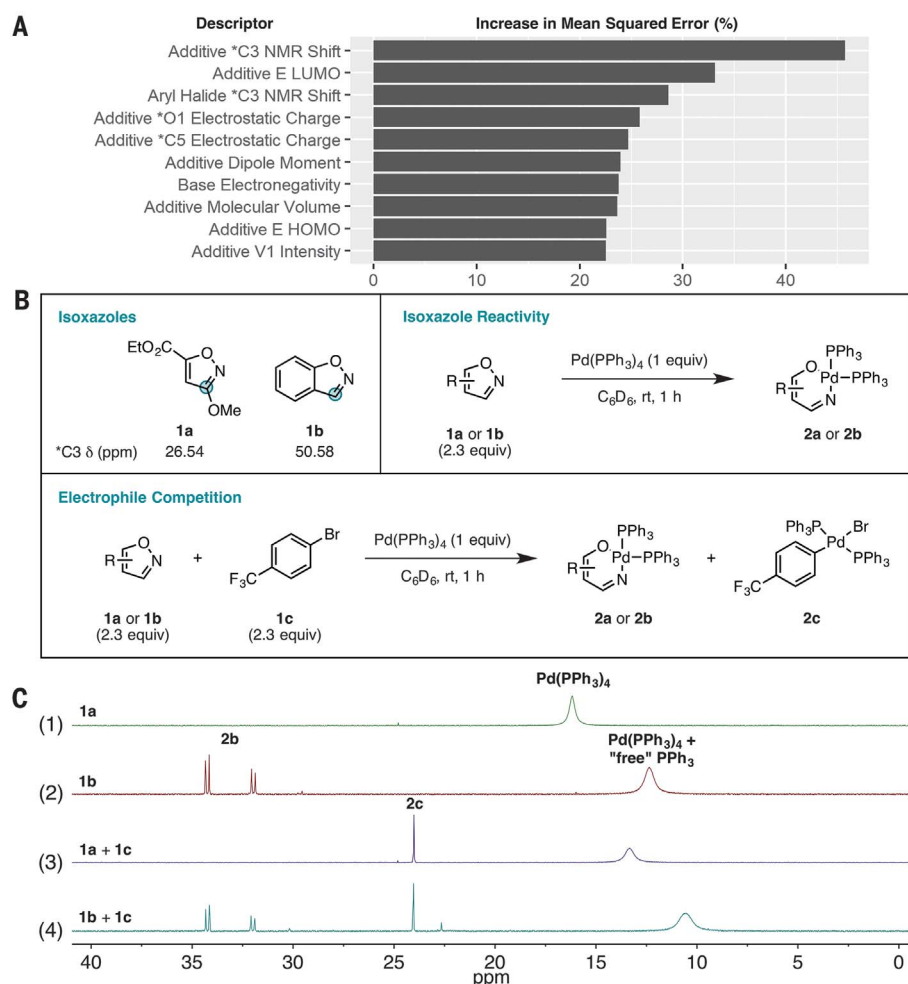 A
Descriptor
Increase in Mean Squared Error (%)
Additive *C3 NMR Shift
Additive E LUMO
Aryl Halide *C3 NMR Shift
Additive *O1 Electrostatic Charge
Additive *C5 Electrostatic Charge
Additive Dipole Moment
Base Electronegativity
Additive Molecular Volume
Additive E HOMO
Additive V1 Intensity
0 10 20 30 40
B
Isoxazoles
EtO2C
O
N
OMe
1a
O
N
1b
*C3 δ (ppm) 26.54 50.58
Isoxazole Reactivity
R
O
N
1a or 1b
(2.3 equiv)
Pd(PPh3)4 (1 equiv)
C6D6, rt, 1 h
PPh3
O
Pd
PPh3
R
N
2a or 2b
Electrophile Competition
R
O
N
1a or 1b
(2.3 equiv)
+
Br
F3C
1c
(2.3 equiv)
Pd(PPh3)4 (1 equiv)
C6D6, rt, 1 h
PPh3
O
Pd
PPh3
R
N
2a or 2b
+
Ph3P
Br
Pd
PPh3
F3C
2c
C
Pd(PPh3)4
(1)
1a
2b
Pd(PPh3)4 +
"free" PPh3
(2)
1b
2c
(3)
1a + 1c
(4)
1b + 1c
40 35 30 25 20 15 10 5 0
ppm